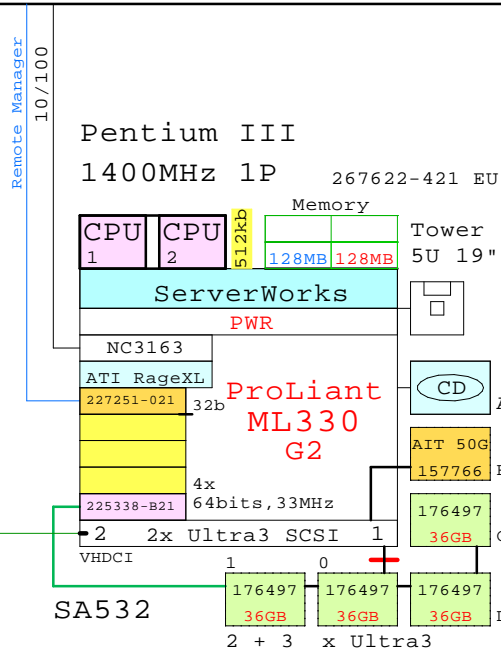 Remote Manager
10/100
Pentium III
1400MHz 1P
267622-421 EU
Memory
CPU
1
CPU
2
512kb
128MB
128MB
Tower
5U 19"
ServerWorks
PWR
NC3163
ATI RageXL
227251-021
32b
ProLiant
ML330
G2
CD
AIT 50G
157766
4x
225338-B21
64bits,33MHz
176497
36GB
2
2x Ultra3 SCSI
1
VHDCI
1
0
176497
36GB
176497
36GB
176497
36GB
SA532
2 + 3
x Ultra3